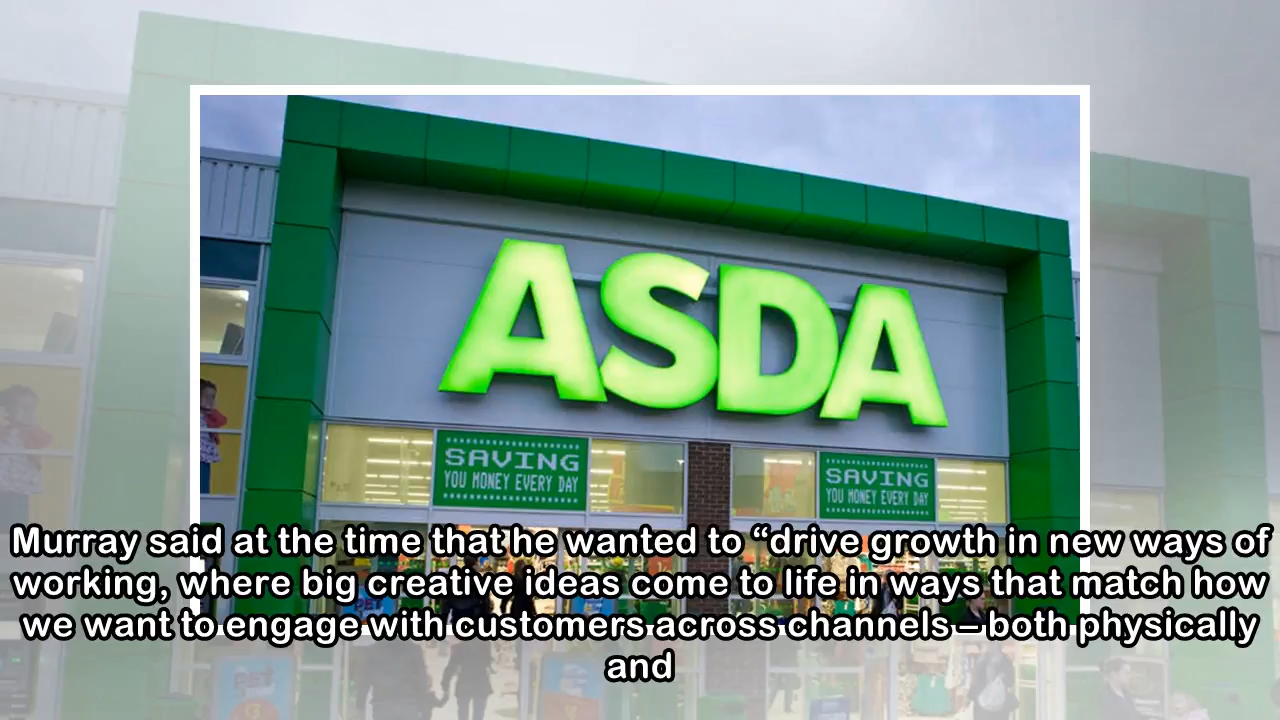 ASDA
SAVING
YOU MONEY EVERY DAY
SAVING
YOU MONEY EVERY DAY
Murray said at the time that he wanted to “drive growth in new ways of
working, where big creative ideas come to life in ways that match how
we want to engage with customers across channels – both physically
and